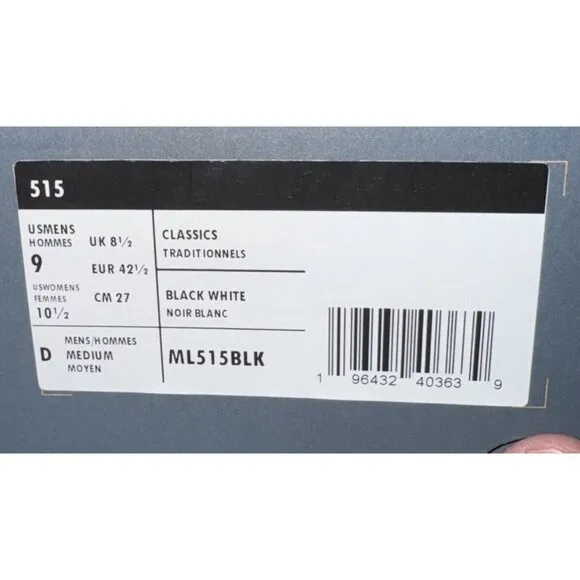 515
USMENS
HOMMES
9
UK 8½
EUR 42½
USWOMENS
FEMMES
10½
CM 27
CLASSICS
TRADITIONNELS
BLACK WHITE
NOIR BLANC
D
MENS/HOMMES
MEDIUM
MOYEN
ML515BLK
1 96432 40363 9